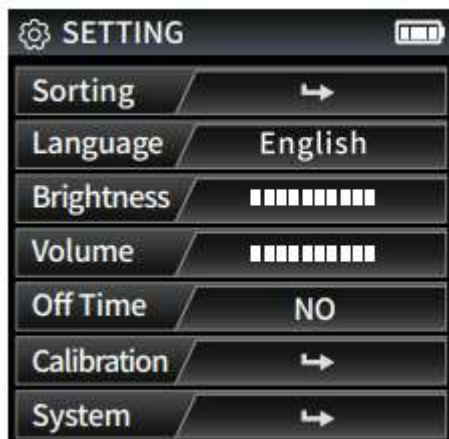 SETTING
Sorting
Language English
Brightness
Volume
Off Time NO
Calibration
System